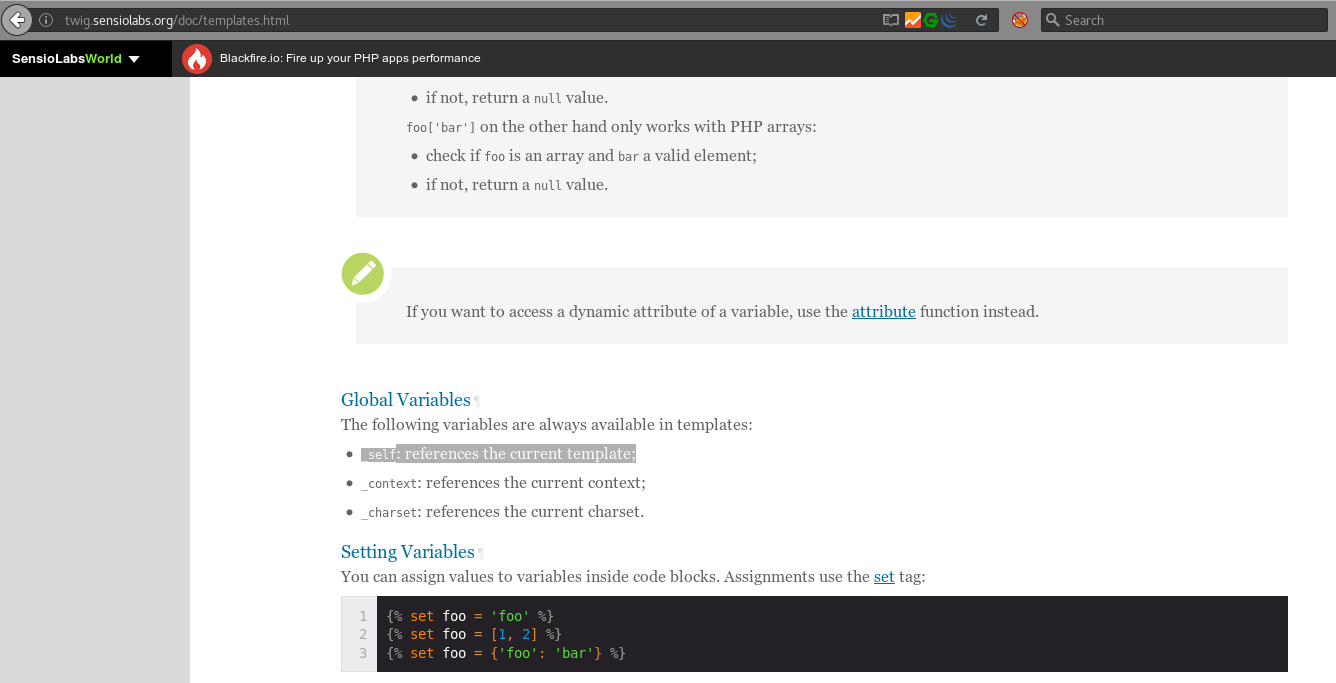 twig.sensiolabs.org/doc/templates.html
Search
SensioLabsWorld
Blackfire.io: Fire up your PHP apps performance
if not, return a null value.
foo['bar'] on the other hand only works with PHP arrays:
check if foo is an array and bar a valid element;
if not, return a null value.
If you want to access a dynamic attribute of a variable, use the attribute function instead.
Global Variables ¶
The following variables are always available in templates:
_self: references the current template;
_context: references the current context;
_charset: references the current charset.
Setting Variables ¶
You can assign values to variables inside code blocks. Assignments use the set tag:
1 {% set foo = 'foo' %}
2 {% set foo = [1, 2] %}
3 {% set foo = {'foo': 'bar'} %}